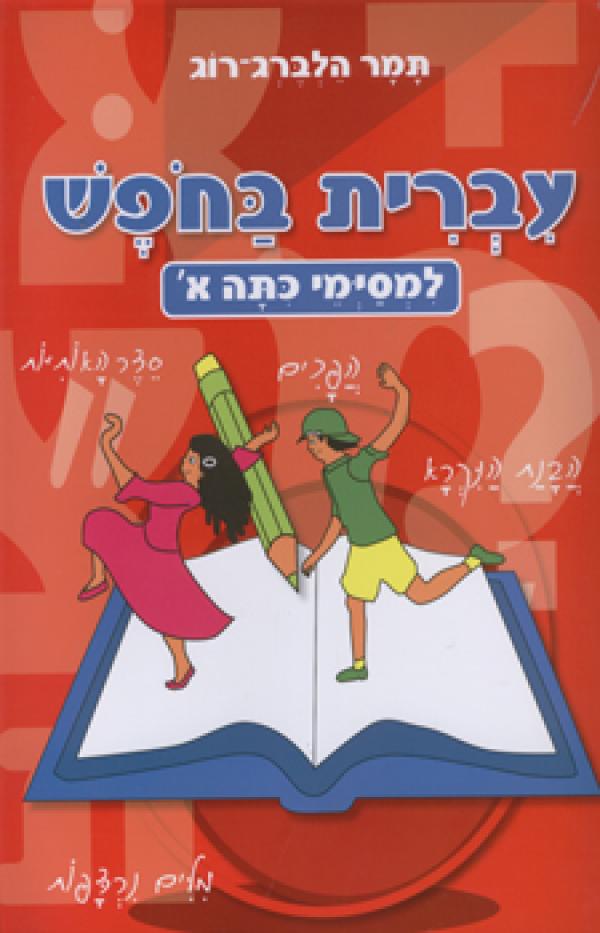 תָּמָר הֵלְבֶּרְג-רוֹג
עִבְרִית בַּחֹפֶשׁ
לִמְסַיְּמֵי כִּתָּה א'
סֵדֶר הָאוֹתִיּוֹת
הֲפָכִים
הֲבָנַת הַנִּקְרָא
מִלִּים נִרְדָּפוֹת